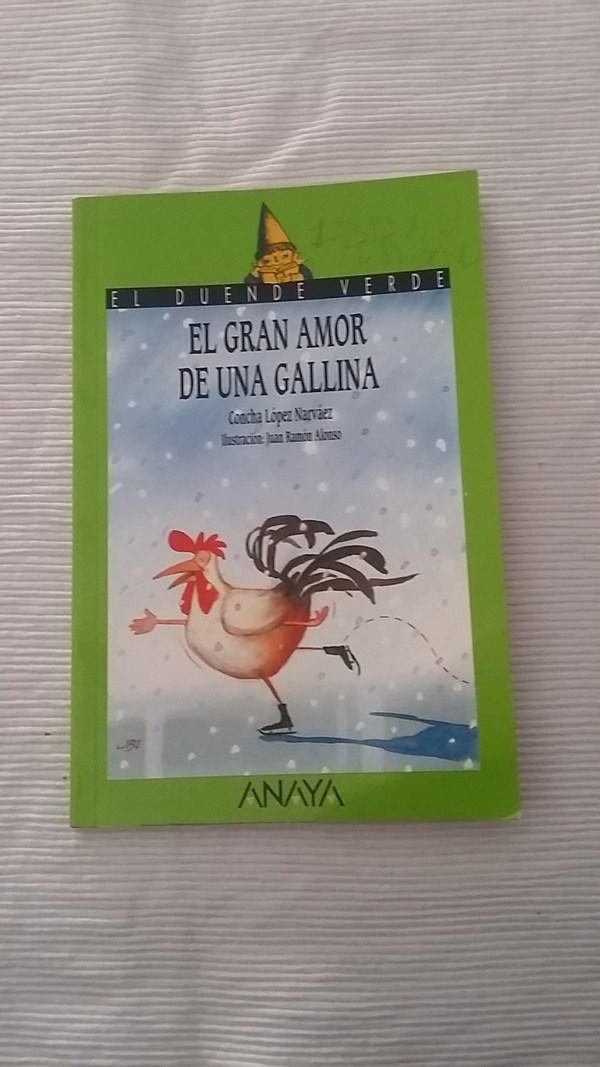 EL DUENDE VERDE
EL GRAN AMOR
DE UNA GALLINA
Concha López Narváez
Ilustración: Juan Ramón Alonso
ANAYA